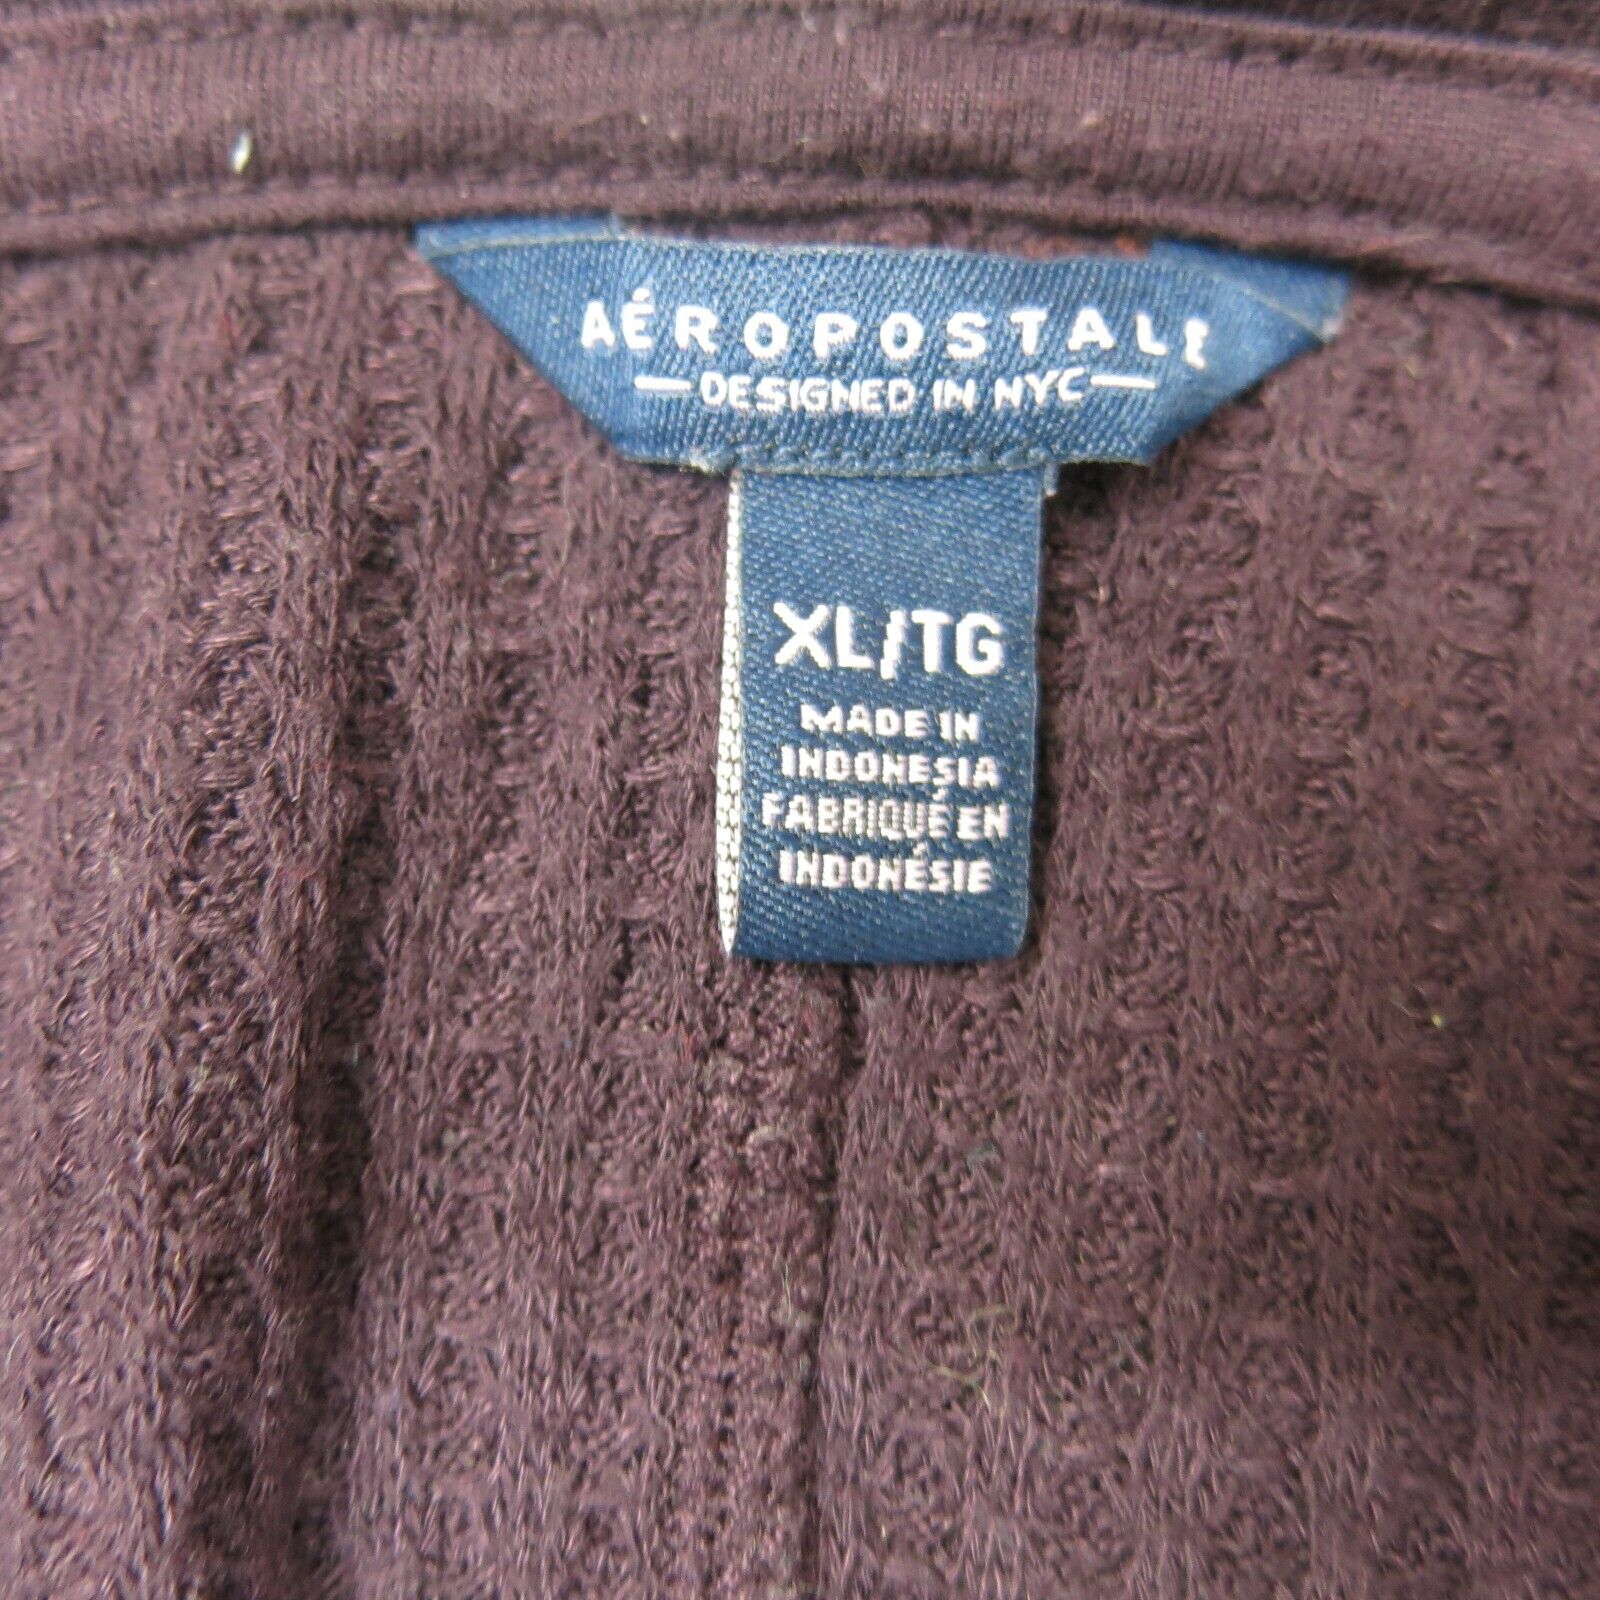 AÉROPOSTALE
DESIGNED IN NYC
XL/TG
MADE IN
INDONESIA
FABRIQUÉ EN
INDONÉSIE